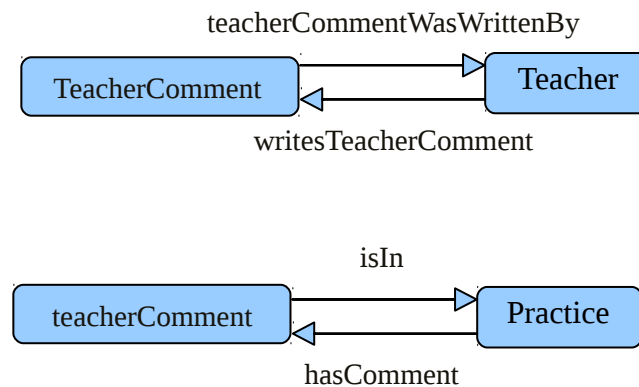 teacherCommentWasWrittenBy
TeacherComment
Teacher
writesTeacherComment
isIn
teacherComment
Practice
hasComment